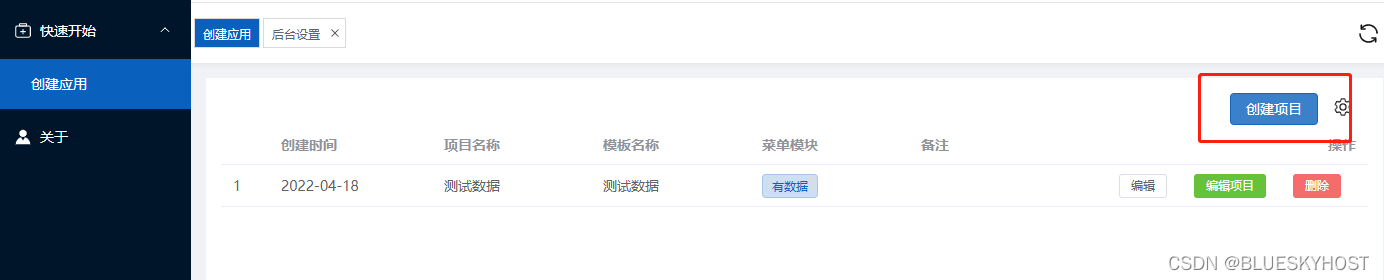 快速开始
创建应用
关于
创建应用 后台设置
创建项目
创建时间 项目名称 模板名称 菜单模块 备注 操作
1 2022-04-18 测试数据 测试数据 有数据 编辑 编辑项目 删除
CSDN @BLUESKYHOST